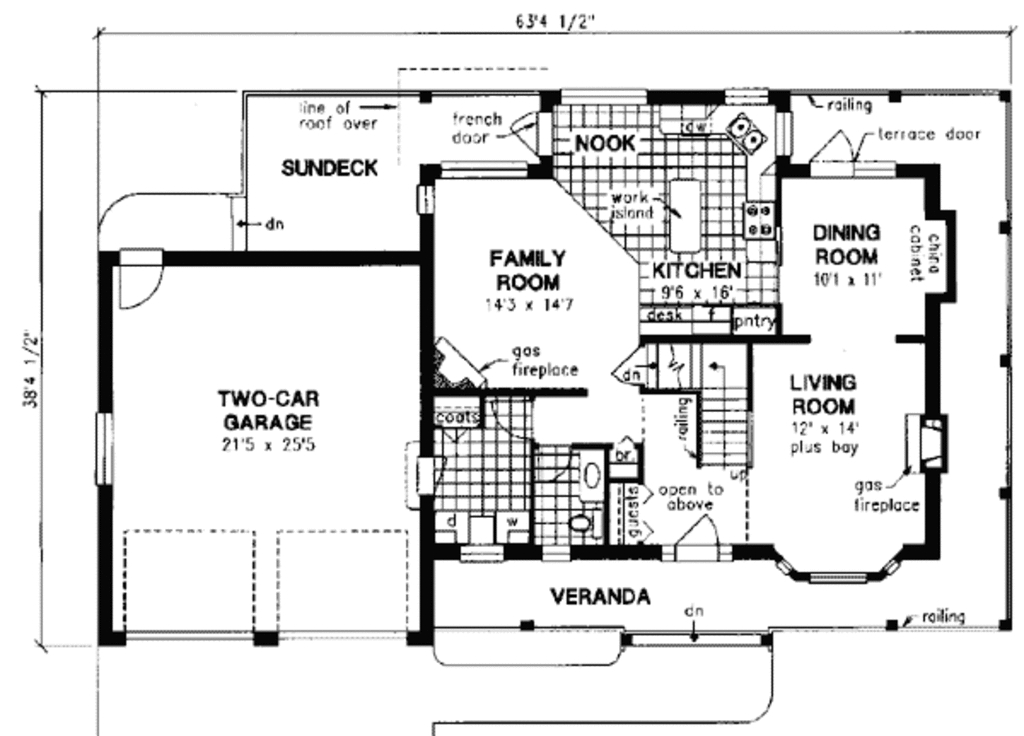 63'4 1/2"
line of
roof over
french
door
railing
terrace door
NOOK
dw
SUNDECK
work
island
dn
DINING
ROOM
10'1 x 11'
china
cabinet
FAMILY
ROOM
14'3 x 14'7
KITCHEN
9'6 x 16'
desk
f
pntry
38'4 1/2"
gas
fireplace
dn
TWO-CAR
GARAGE
21'5 x 25'5
coats
railing
LIVING
ROOM
12' x 14'
plus bay
br.
up
guests
open to
above
gas
fireplace
d
w
VERANDA
dn
railing